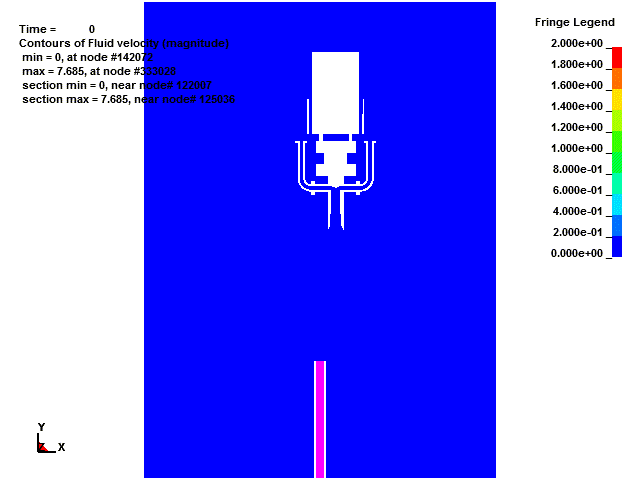 Time = 0
Contours of Fluid velocity (magnitude)
min = 0, at node #142072
max = 7.685, at node #333028
section min = 0, near node# 122007
section max = 7.685, near node# 125036
Fringe Legend
2.000e+00
1.800e+00
1.600e+00
1.400e+00
1.200e+00
1.000e+00
8.000e-01
6.000e-01
4.000e-01
2.000e-01
0.000e+00
Y
Z
X